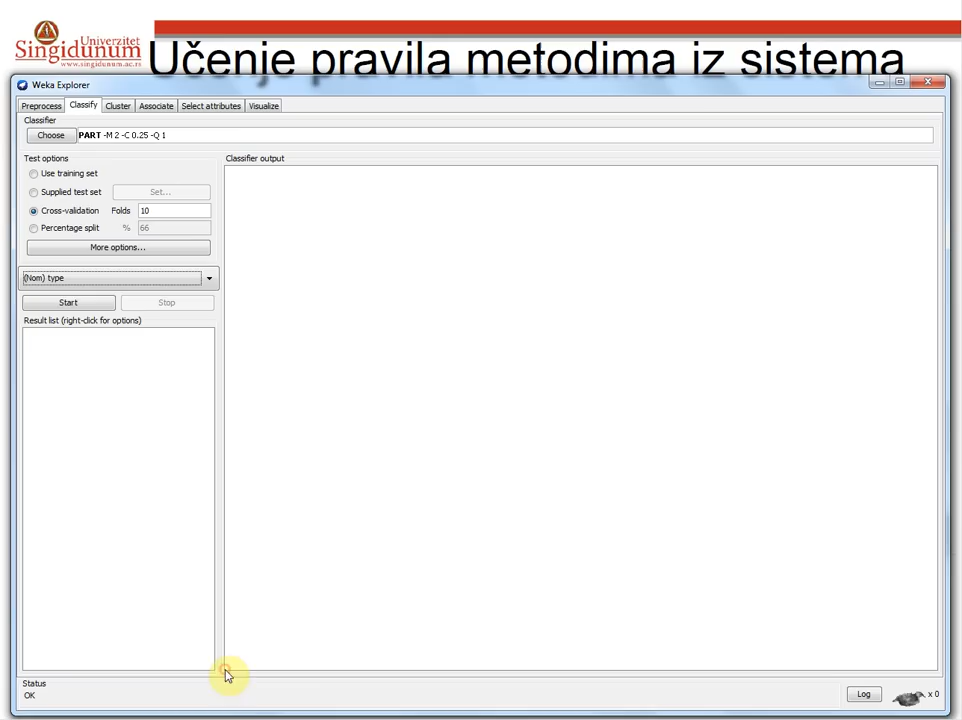 Univerzitet
Singidunum
www.singidunum.ac.rs
Učenje pravila metodima iz sistema
Weka Explorer
Preprocess Classify Cluster Associate Select attributes Visualize
Classifier
Choose PART -M 2 -C 0.25 -Q 1
Test options
Classifier output
Use training set
Supplied test set Set...
Cross-validation Folds 10
Percentage split % 66
More options...
(Nom) type
Start Stop
Result list (right-click for options)
Status
OK
Log x 0